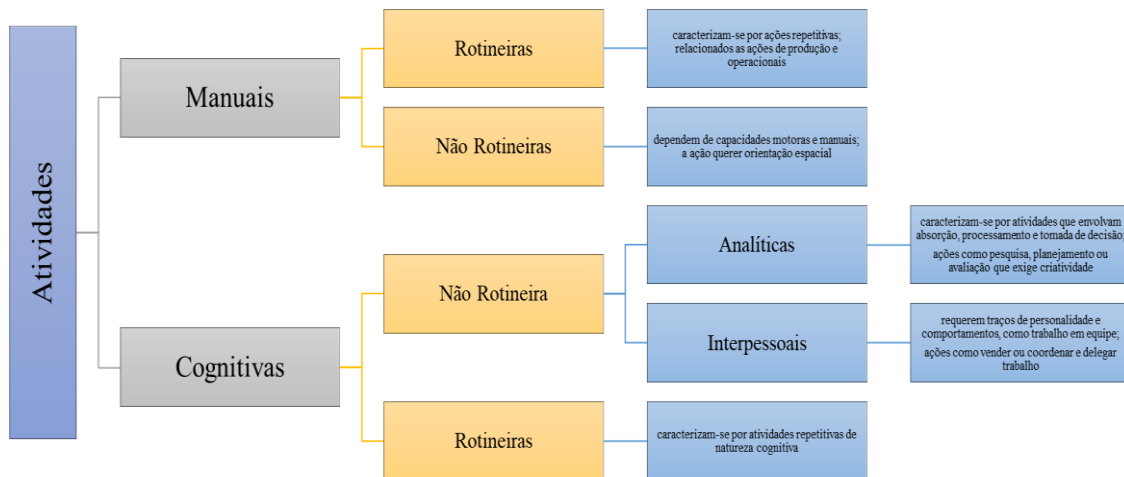 Atividades
Manuais
Rotineiras
caracterizam-se por ações repetitivas;
relacionados as ações de produção e
operacionais
Não Rotineiras
dependem de capacidades motoras e manuais;
a ação querer orientação espacial
Cognitivas
Não Rotineira
Analíticas
caracterizam-se por atividades que envolvam
absorção, processamento e tomada de decisão;
ações como pesquisa, planejamento ou
avaliação que exige criatividade
Interpessoais
requerem traços de personalidade e
comportamentos, como trabalho em equipe;
ações como vender ou coordenar e delegar
trabalho
Rotineiras
caracterizam-se por atividades repetitivas de
natureza cognitiva